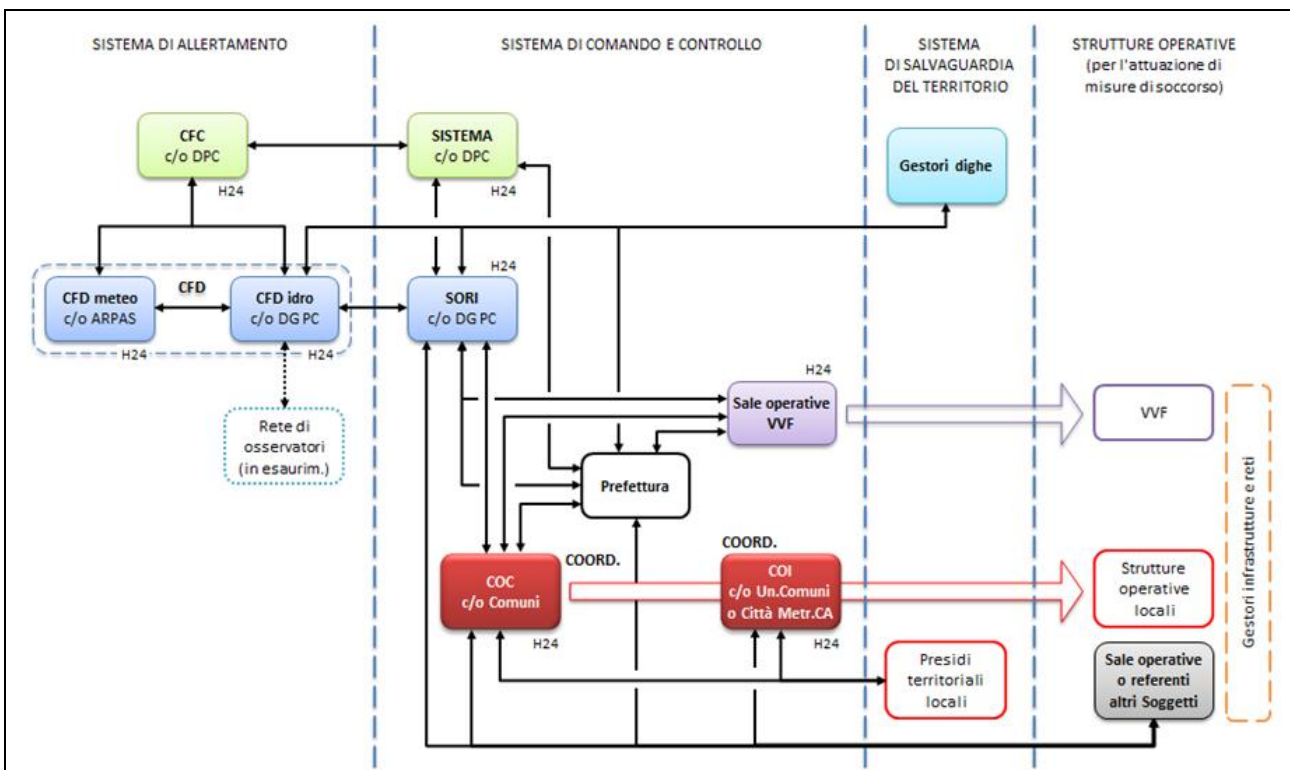 SISTEMA DI ALLERTAMENTO
SISTEMA DI COMANDO E CONTROLLO
SISTEMA
DI SALVAGUARDIA
DEL TERRITORIO
STRUTTURE OPERATIVE
(per l'attuazione di
misure di soccorso)
CFC
c/o DPC
H24
SISTEMA
c/o DPC
H24
Gestori dighe
CFD meteo
c/o ARPAS
H24
CFD
CFD idro
c/o DG PC
H24
H24
SORI
c/o DG PC
Rete di
osservatori
(in esaurim.)
H24
Sale operative
VVF
VVF
Prefettura
COORD.
COC
c/o Comuni
H24
COORD.
COI
c/o Un.Comuni
o Città Metr.CA
H24
Strutture
operative
locali
Presidi
territoriali
locali
Sale operative
o referenti
altri Soggetti
Gestori infrastrutture e reti